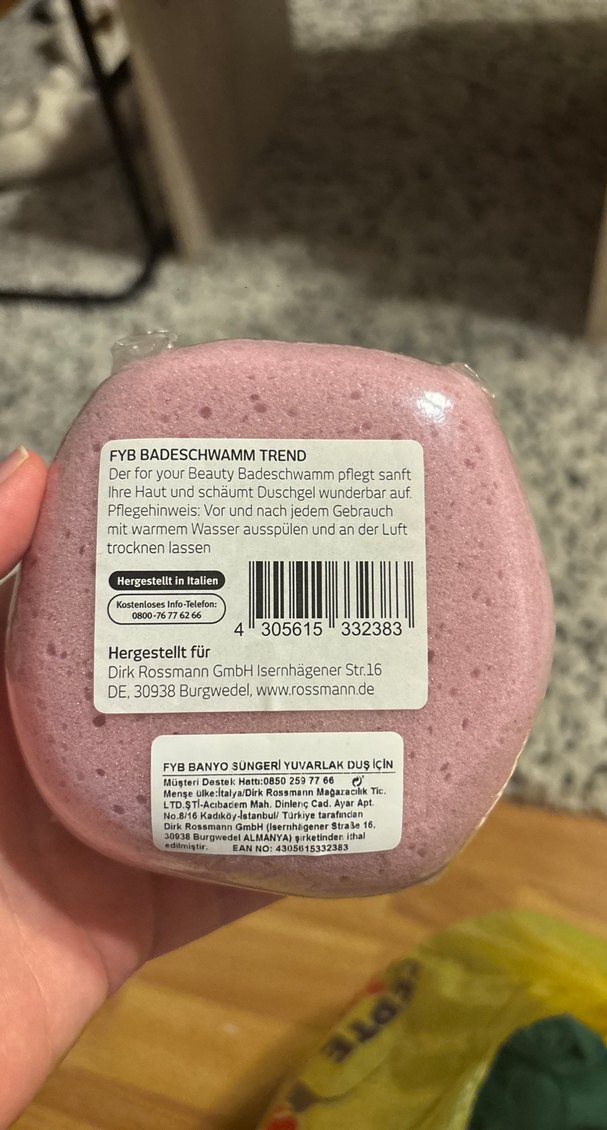 FYB BADESCHWAMM TREND
Der for your Beauty Badeschwamm pflegt sanft
Ihre Haut und schäumt Duschgel wunderbar auf.
Pflegehinweis: Vor und nach jedem Gebrauch
mit warmem Wasser ausspülen und an der Luft
trocknen lassen
Hergestellt in Italien
Kostenloses Info-Telefon:
0800-76 77 62 66
4 305615 332383
Hergestellt für
Dirk Rossmann GmbH Isernhägener Str.16
DE, 30938 Burgwedel, www.rossmann.de
FYB BANYO SÜNGERİ YUVARLAK DUŞ İÇİN
Müşteri Destek Hattı:0850 259 77 66
Menşe ülke:İtalya/Dirk Rossmann Mağazacılık Tic.
LTD.ŞTİ-Acıbadem Mah. Dinlenç Cad. Ayar Apt.
No.8/16 Kadıköy-İstanbul/ Türkiye tarafından
Dirk Rossmann GmbH (Isernhägener Straße 16,
30938 Burgwedel ALMANYA) şirketinden ithal
edilmiştir. EAN NO: 4305615332383
CEPTE